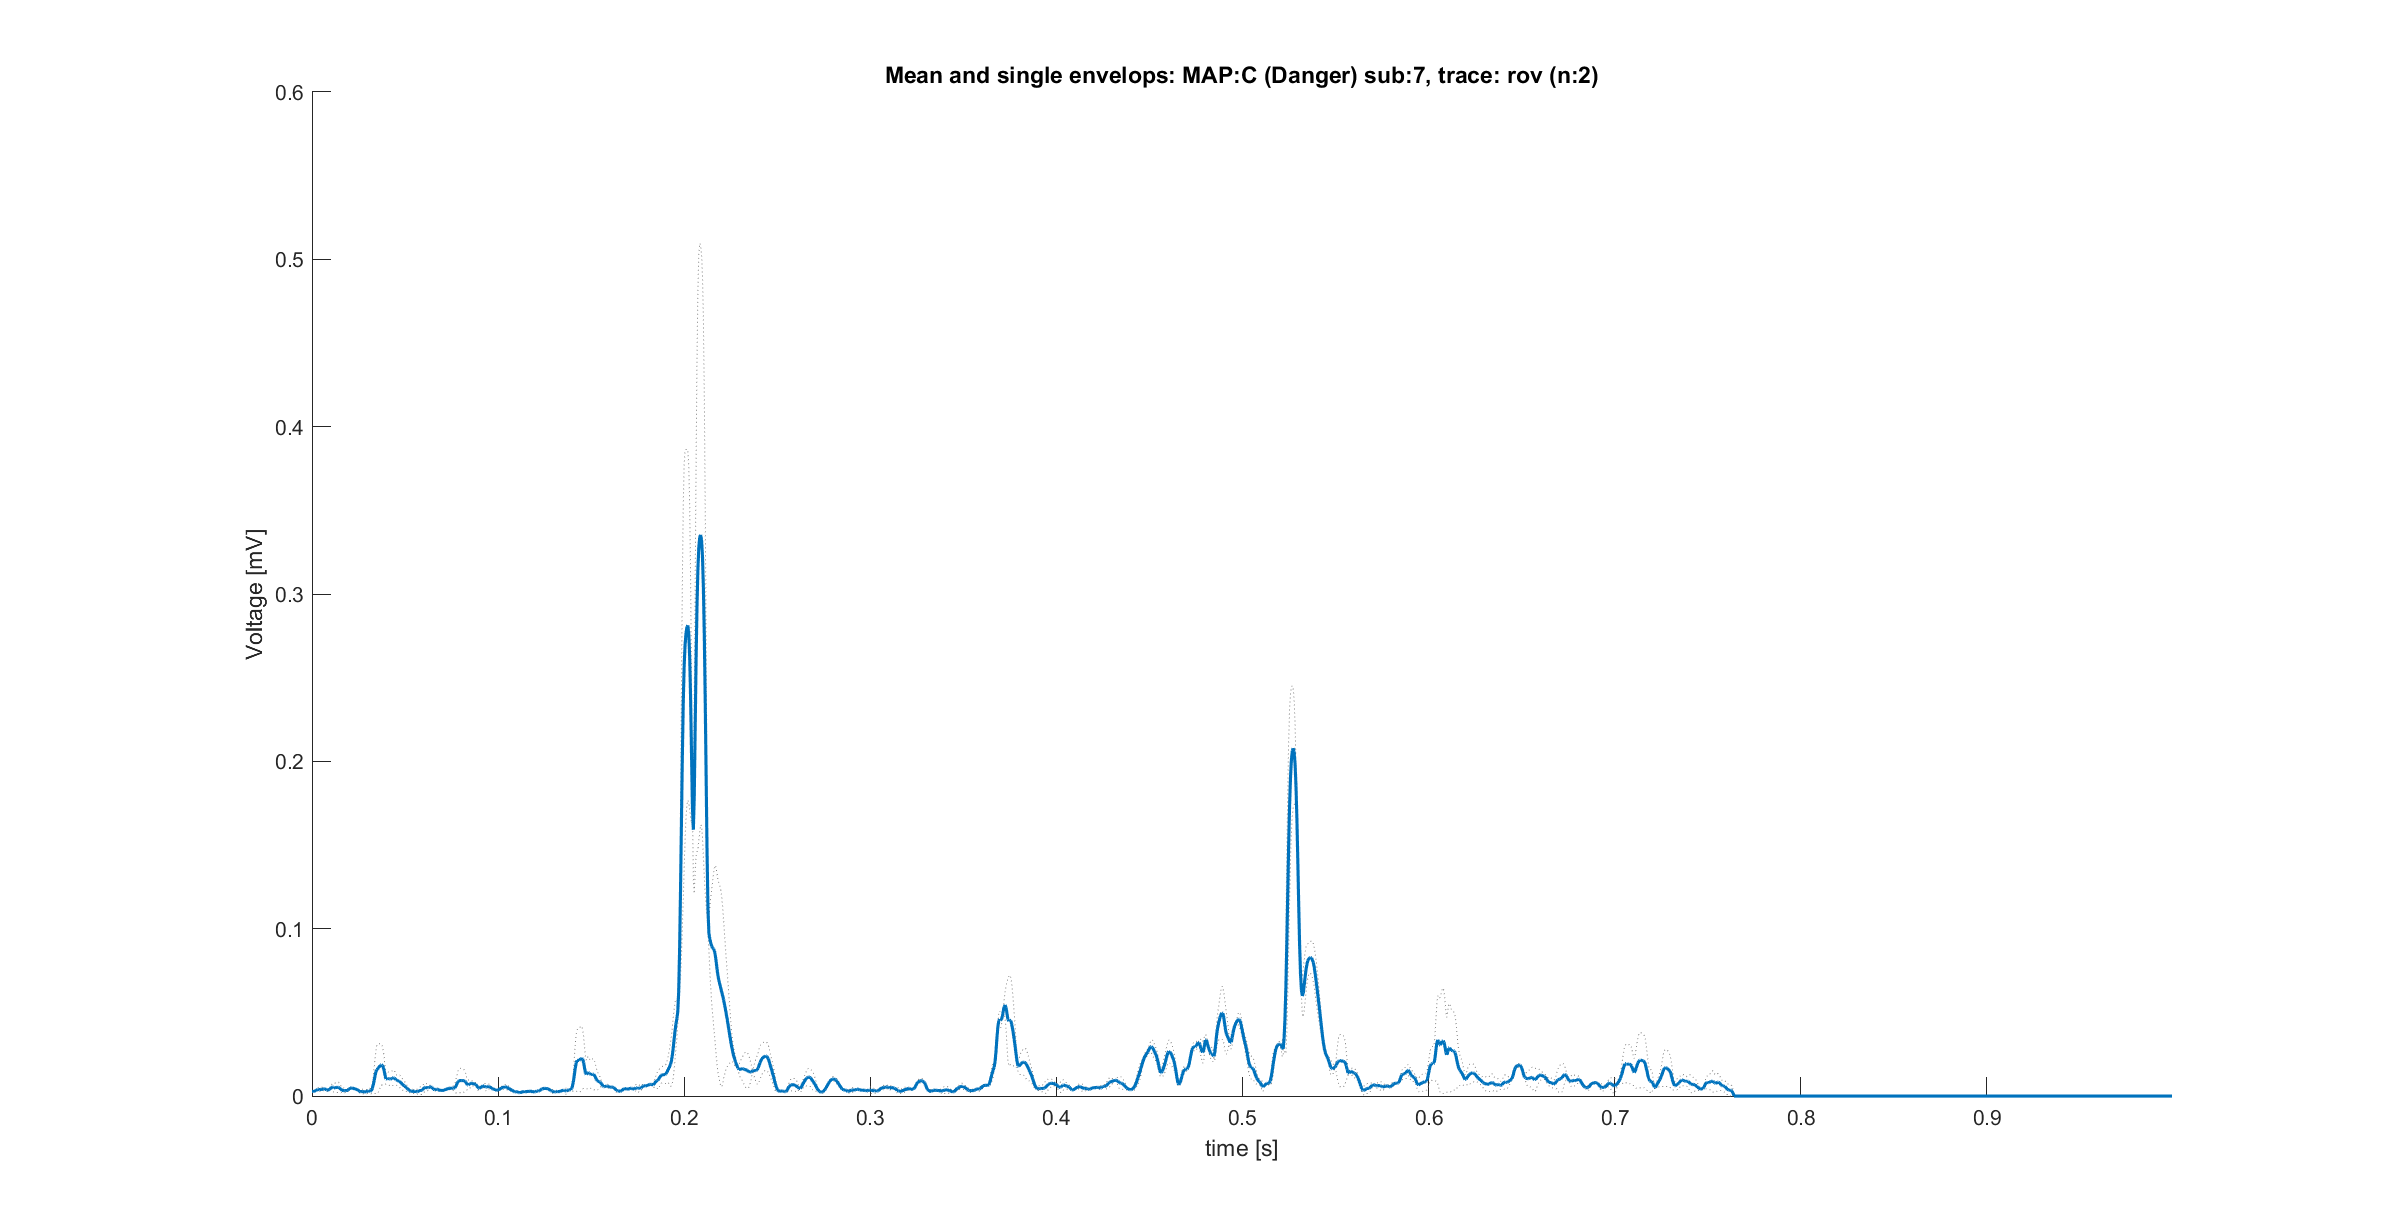 Mean and single envelops: MAP:C (Danger) sub:7, trace: rov (n:2)
0.6
0.5
0.4
0.3
0.2
0.1
0
Voltage [mV]
0 0.1 0.2 0.3 0.4 0.5 0.6 0.7 0.8 0.9
time [s]